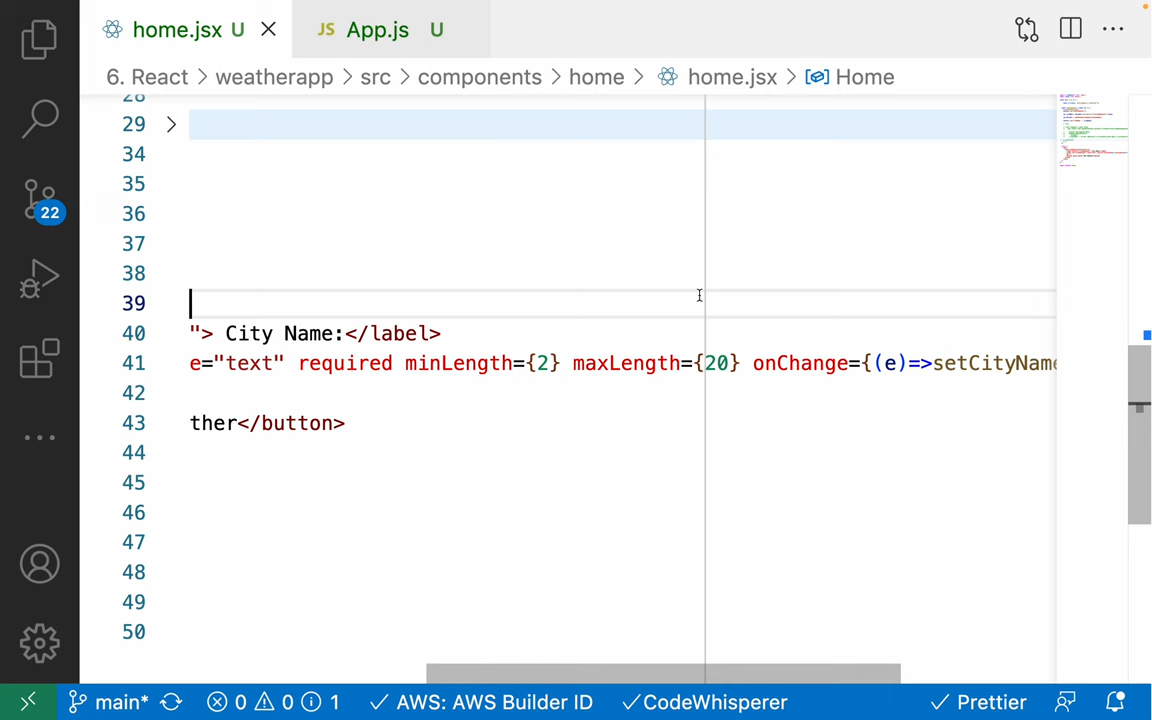 home.jsx U
JS App.js U
6. React > weatherapp > src > components > home > home.jsx > Home
28
29
34
35
36
37
38
39
40 "> City Name:</label>
41 e="text" required minLength={2} maxLength={20} onChange={(e)=>setCityName
42
43 ther</button>
44
45
46
47
48
49
50
22
main* 0 0 1 AWS: AWS Builder ID CodeWhisperer Prettier